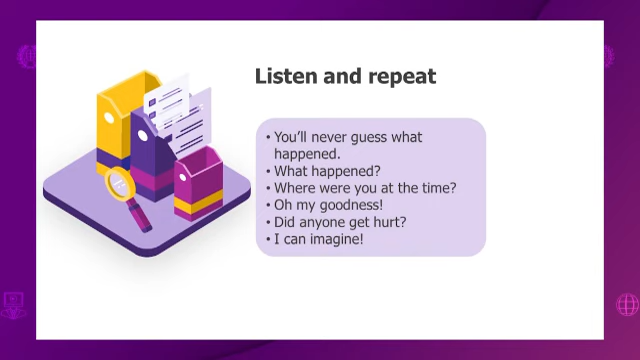 Listen and repeat
• You'll never guess what
happened.
• What happened?
• Where were you at the time?
• Oh my goodness!
• Did anyone get hurt?
• I can imagine!